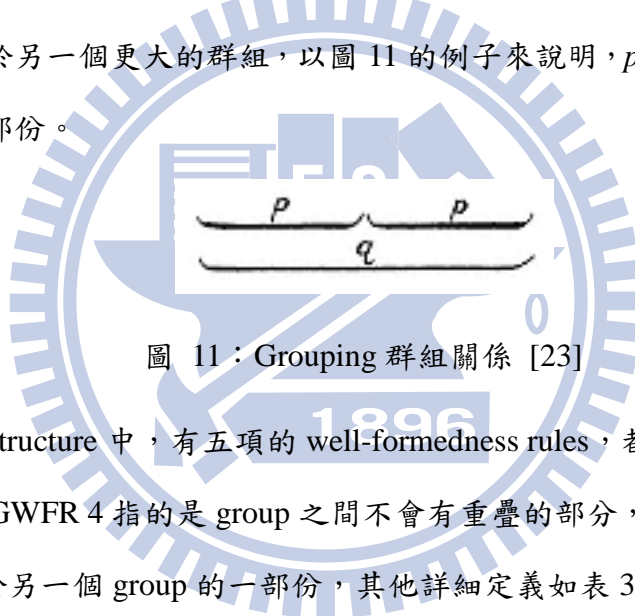 於另一個更大的群組，以圖 11 的例子來說明，p
部份。
p p
q
圖 11：Grouping 群組關係 [23]
tructure 中，有五項的 well-formedness rules，
GWFR 4 指的是 group 之間不會有重疊的部分，
於另一個 group 的一部份，其他詳細定義如表 3
1896